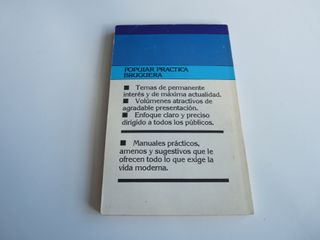 POPULAR PRACTICA
BRUGUERA
■ Temas de permanente
interés y de máxima actualidad.
■ Volúmenes atractivos de
agradable presentación.
■ Enfoque claro y preciso
dirigido a todos los públicos.
■ Manuales prácticos,
amenos y sugestivos que le
ofrecen todo lo que exige la
vida moderna.